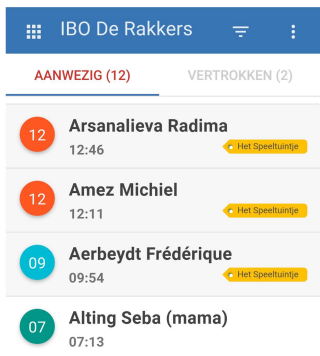 IBO De Rakkers
AANWEZIG (12) VERTROKKEN (2)
12 Arsanalieva Radima
12:46 Het Speeltuintje
12 Amez Michiel
12:11 Het Speeltuintje
09 Aerbeydt Frédérique
09:54 Het Speeltuintje
07 Alting Seba (mama)
07:13